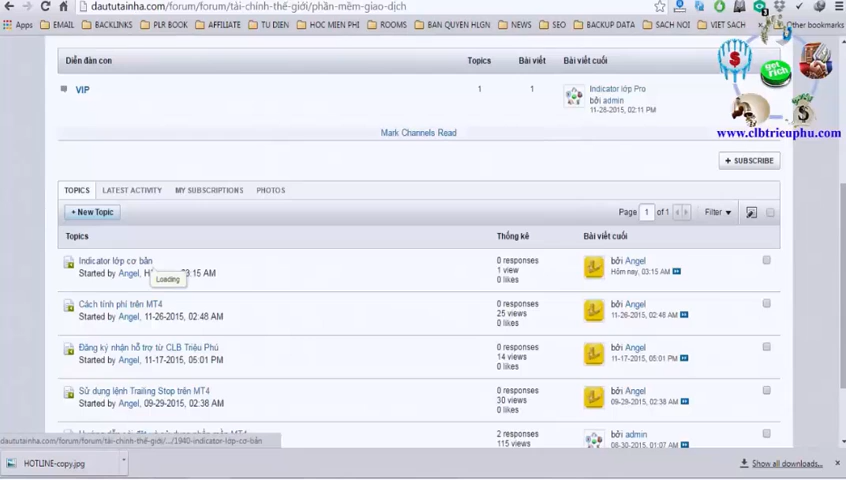 dautunainha.com/forum/forum/tài-chính-thế-giới/phần-mềm-giao-dịch
Apps EMAIL BACKLINKS PLR BOOK AFFILIATE TU DIEN HOC MIEN PHI ROOMS BAN QUYEN HLGN NEWS SEO BACKUP DATA SACH NOI VIET SACH Other bookmarks
get rich
www.clbtrieuphu.com
Diễn đàn con Topics Bài viết Bài viết cuối
VIP 1 1 Indicator lớp Pro
bởi admin
11-28-2015, 02:11 PM
Mark Channels Read
+ SUBSCRIBE
TOPICS LATEST ACTIVITY MY SUBSCRIPTIONS PHOTOS
+ New Topic Page 1 of 1 Filter
Topics Thống kê Bài viết cuối
Indicator lớp cơ bản 0 responses bởi Angel
Started by Angel, 03:15 AM 1 view Hôm nay, 03:15 AM
Loading 0 likes
Cách tính phí trên MT4 0 responses bởi Angel
Started by Angel, 11-26-2015, 02:48 AM 25 views 11-26-2015, 02:48 AM
0 likes
Đăng ký nhận hỗ trợ từ CLB Triệu Phú 0 responses bởi Angel
Started by Angel, 11-17-2015, 05:01 PM 14 views 11-17-2015, 05:01 PM
0 likes
Sử dụng lệnh Trailing Stop trên MT4 0 responses bởi Angel
Started by Angel, 09-29-2015, 02:38 AM 30 views 09-29-2015, 02:38 AM
0 likes
2 responses bởi admin
115 views 08-30-2015, 01:07 AM
dautunainha.com/forum/forum/tài-chính-thế-giới/.../1940-indicator-lớp-cơ-bản
HOTLINE-copy.jpg Show all downloads...